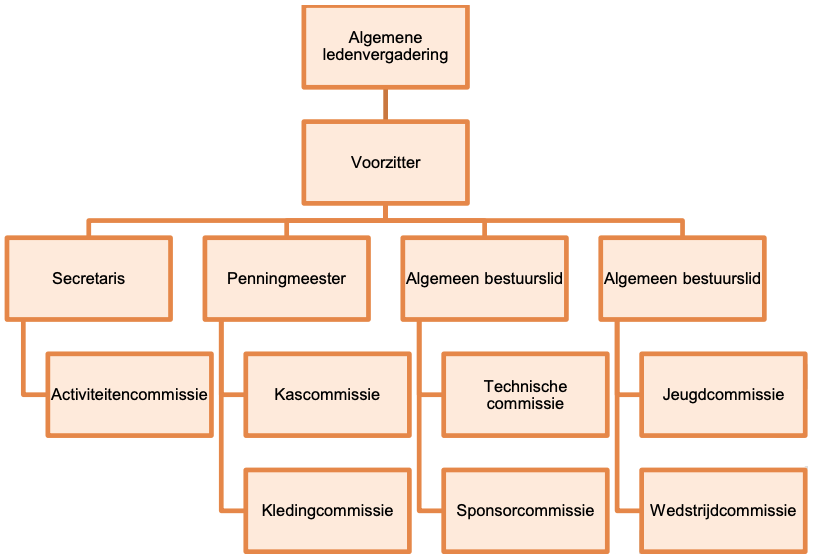 Algemene
ledenvergadering
Voorzitter
Secretaris
Penningmeester
Algemeen bestuurslid
Algemeen bestuurslid
Activiteitencommissie
Kascommissie
Technische
commissie
Jeugdcommissie
Kledingcommissie
Sponsorcommissie
Wedstrijdcommissie